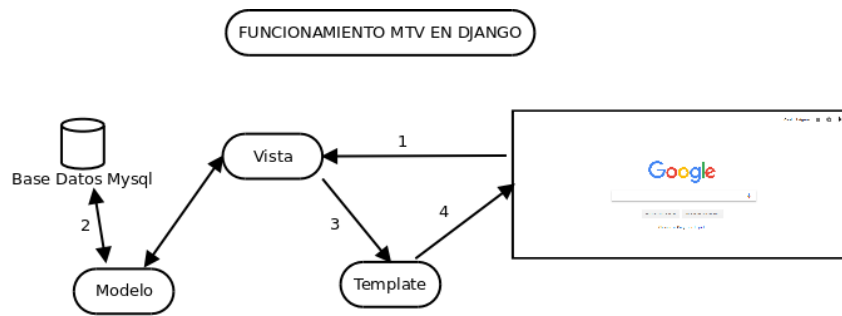 FUNCIONAMIENTO MTV EN DJANGO
1
Vista
Base Datos Mysql
Google
2
3
4
Modelo
Template